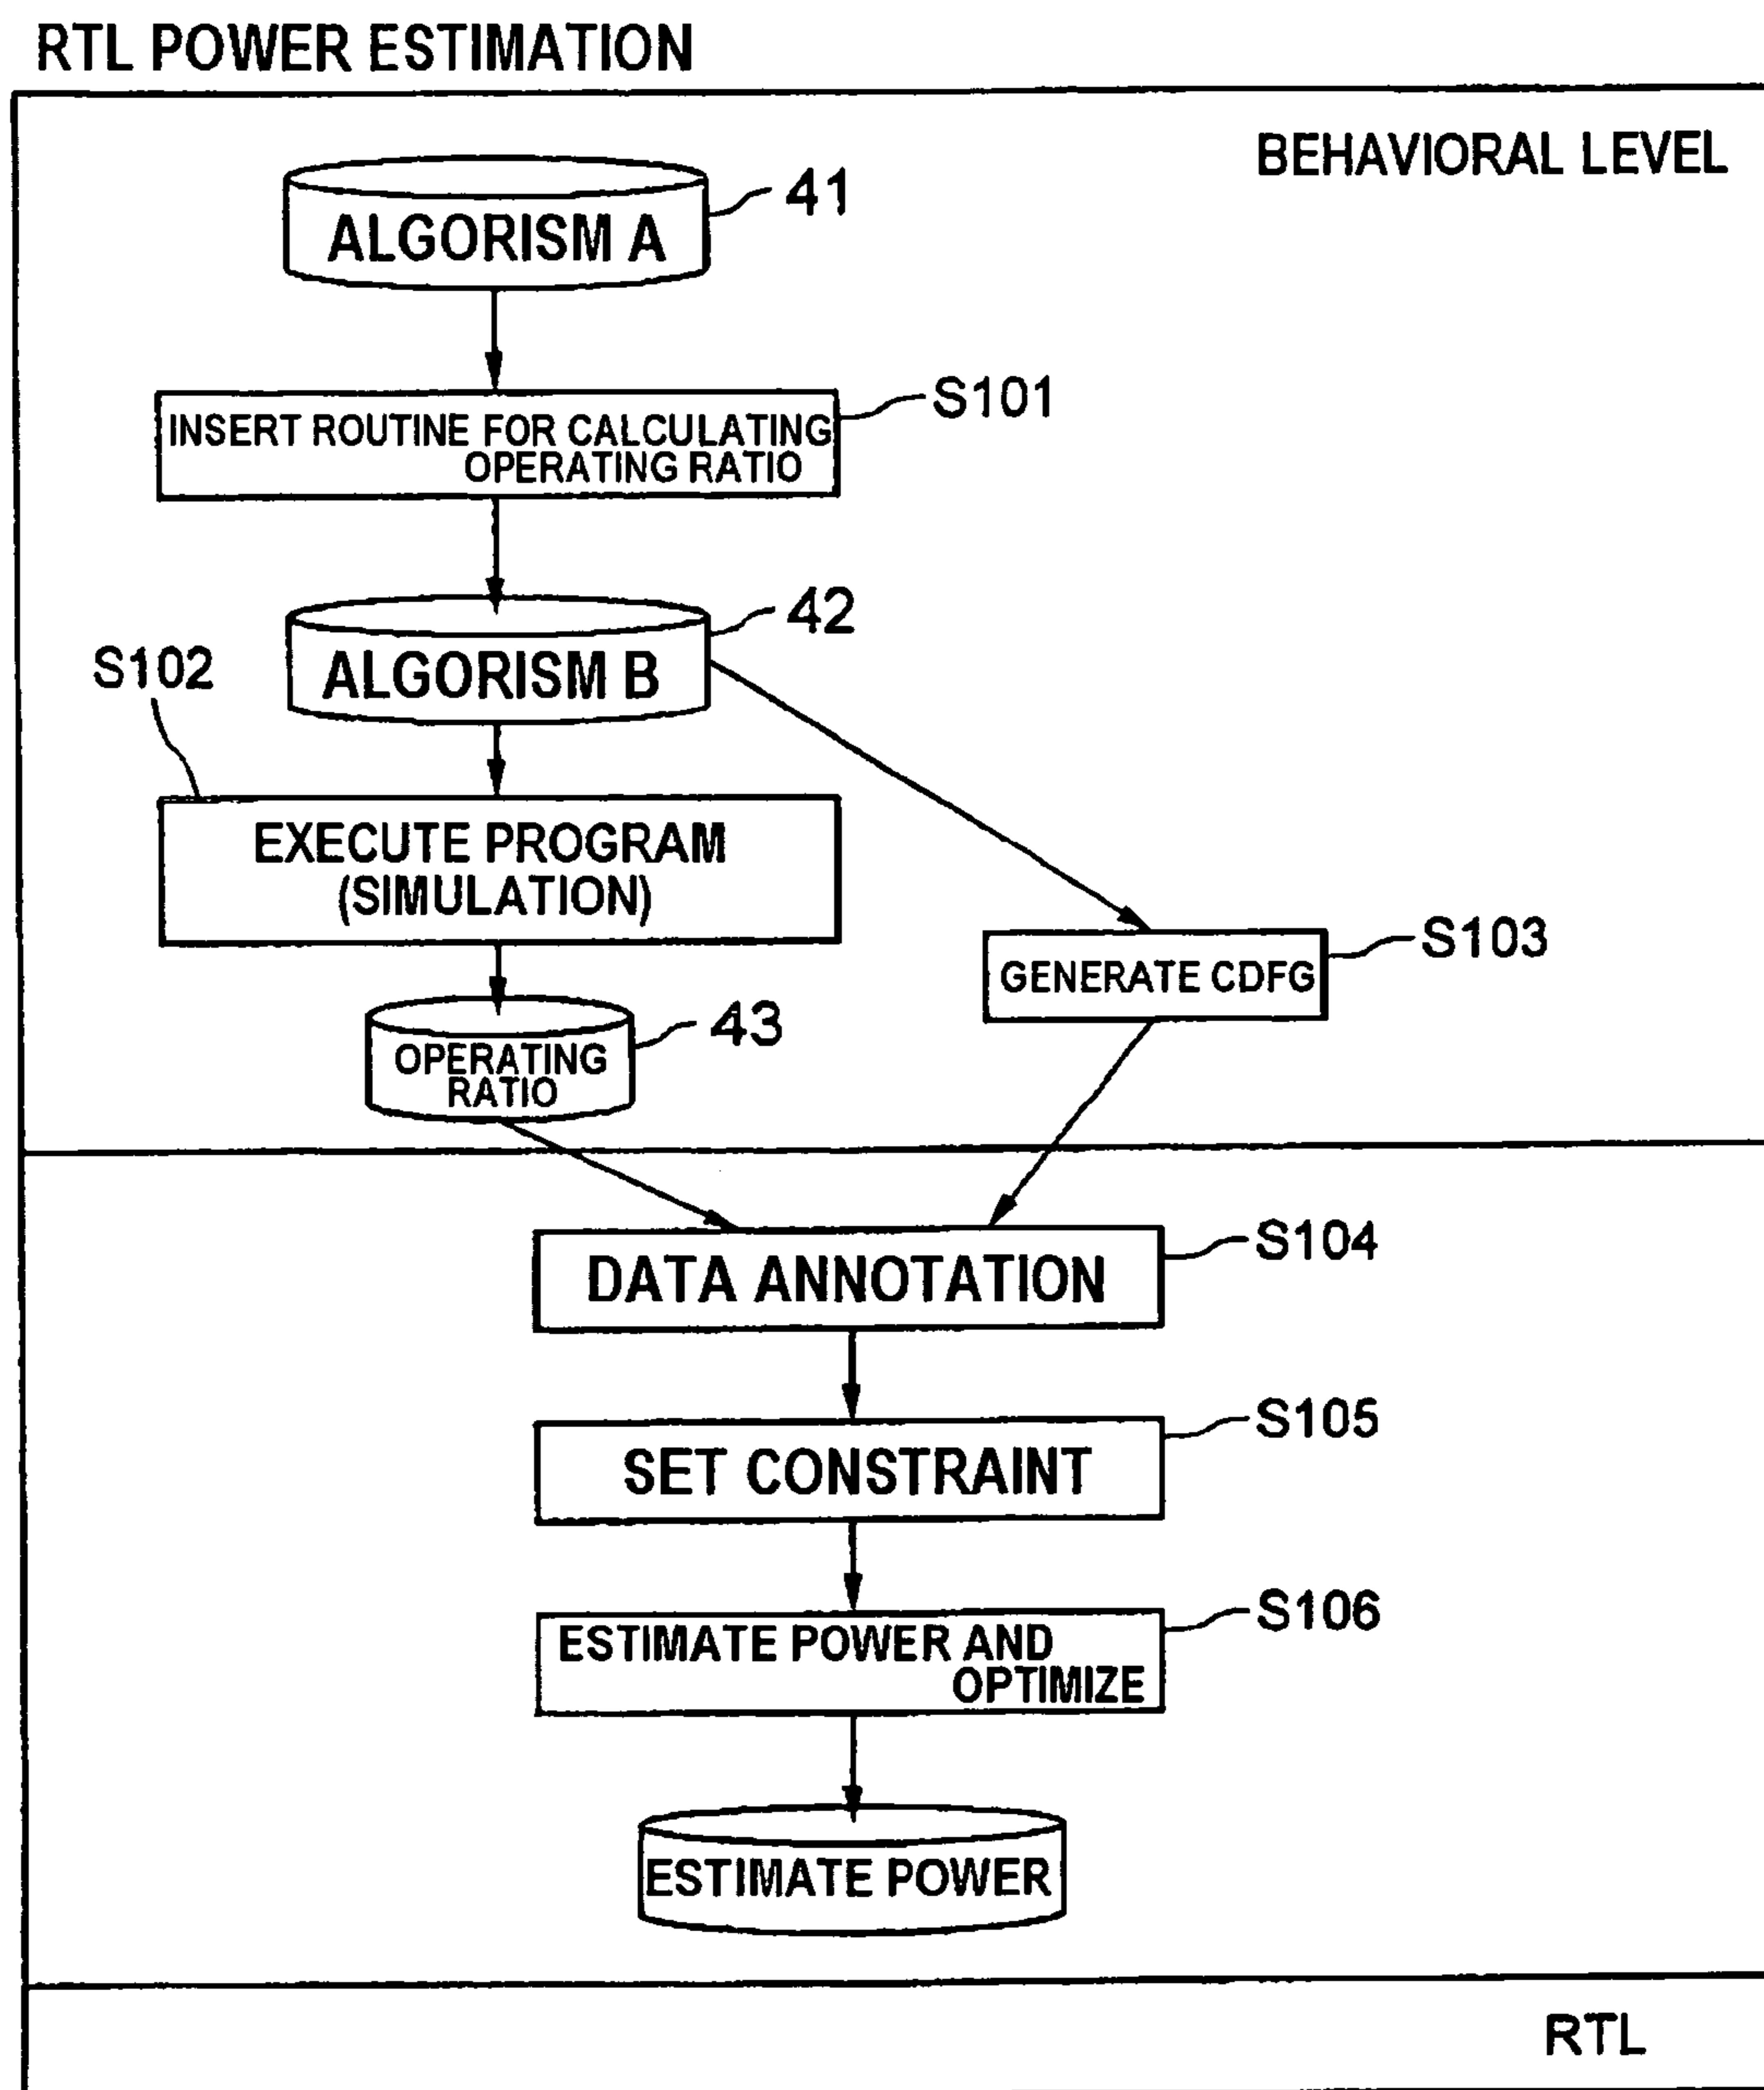 RTL POWER ESTIMATION
BEHAVIORAL LEVEL
41
ALGORISM A
S101
INSERT ROUTINE FOR CALCULATING
OPERATING RATIO
42
S102
ALGORISM B
EXECUTE PROGRAM
(SIMULATION)
S103
GENERATE CDFG
43
OPERATING
RATIO
S104
DATA ANNOTATION
S105
SET CONSTRAINT
S106
ESTIMATE POWER AND
OPTIMIZE
ESTIMATE POWER
RTL